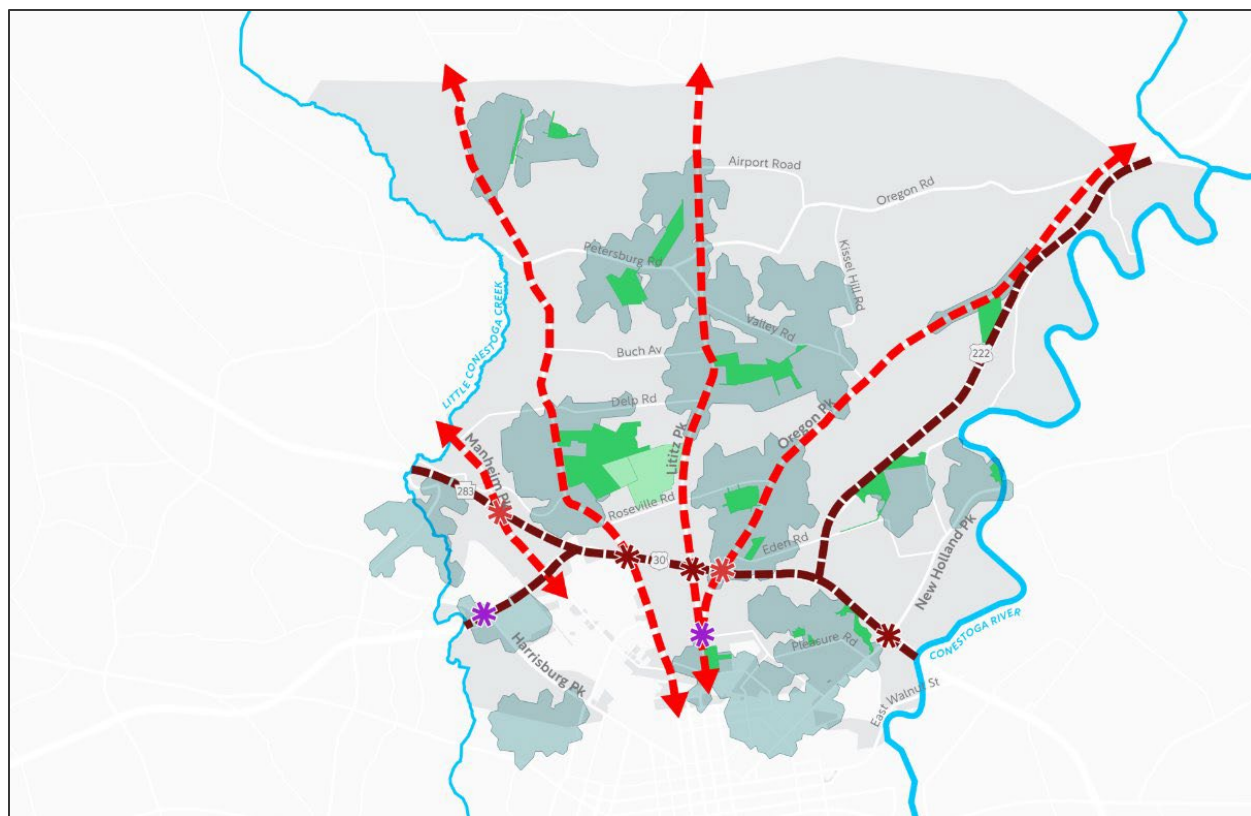 Airport Road
Oregon Rd
Petersburg Rd
Kissel Hill Rd
LITTLE CONESTOGA CREEK
Valley Rd
Buch Av
222
Delp Rd
Oregon Pk
Manheim Pk
Lititz Pk
283
Roseville Rd
Eden Rd
30
New Holland Pk
Pleasure Rd
CONESTOGA RIVER
Harrisburg Pk
East Walnut St